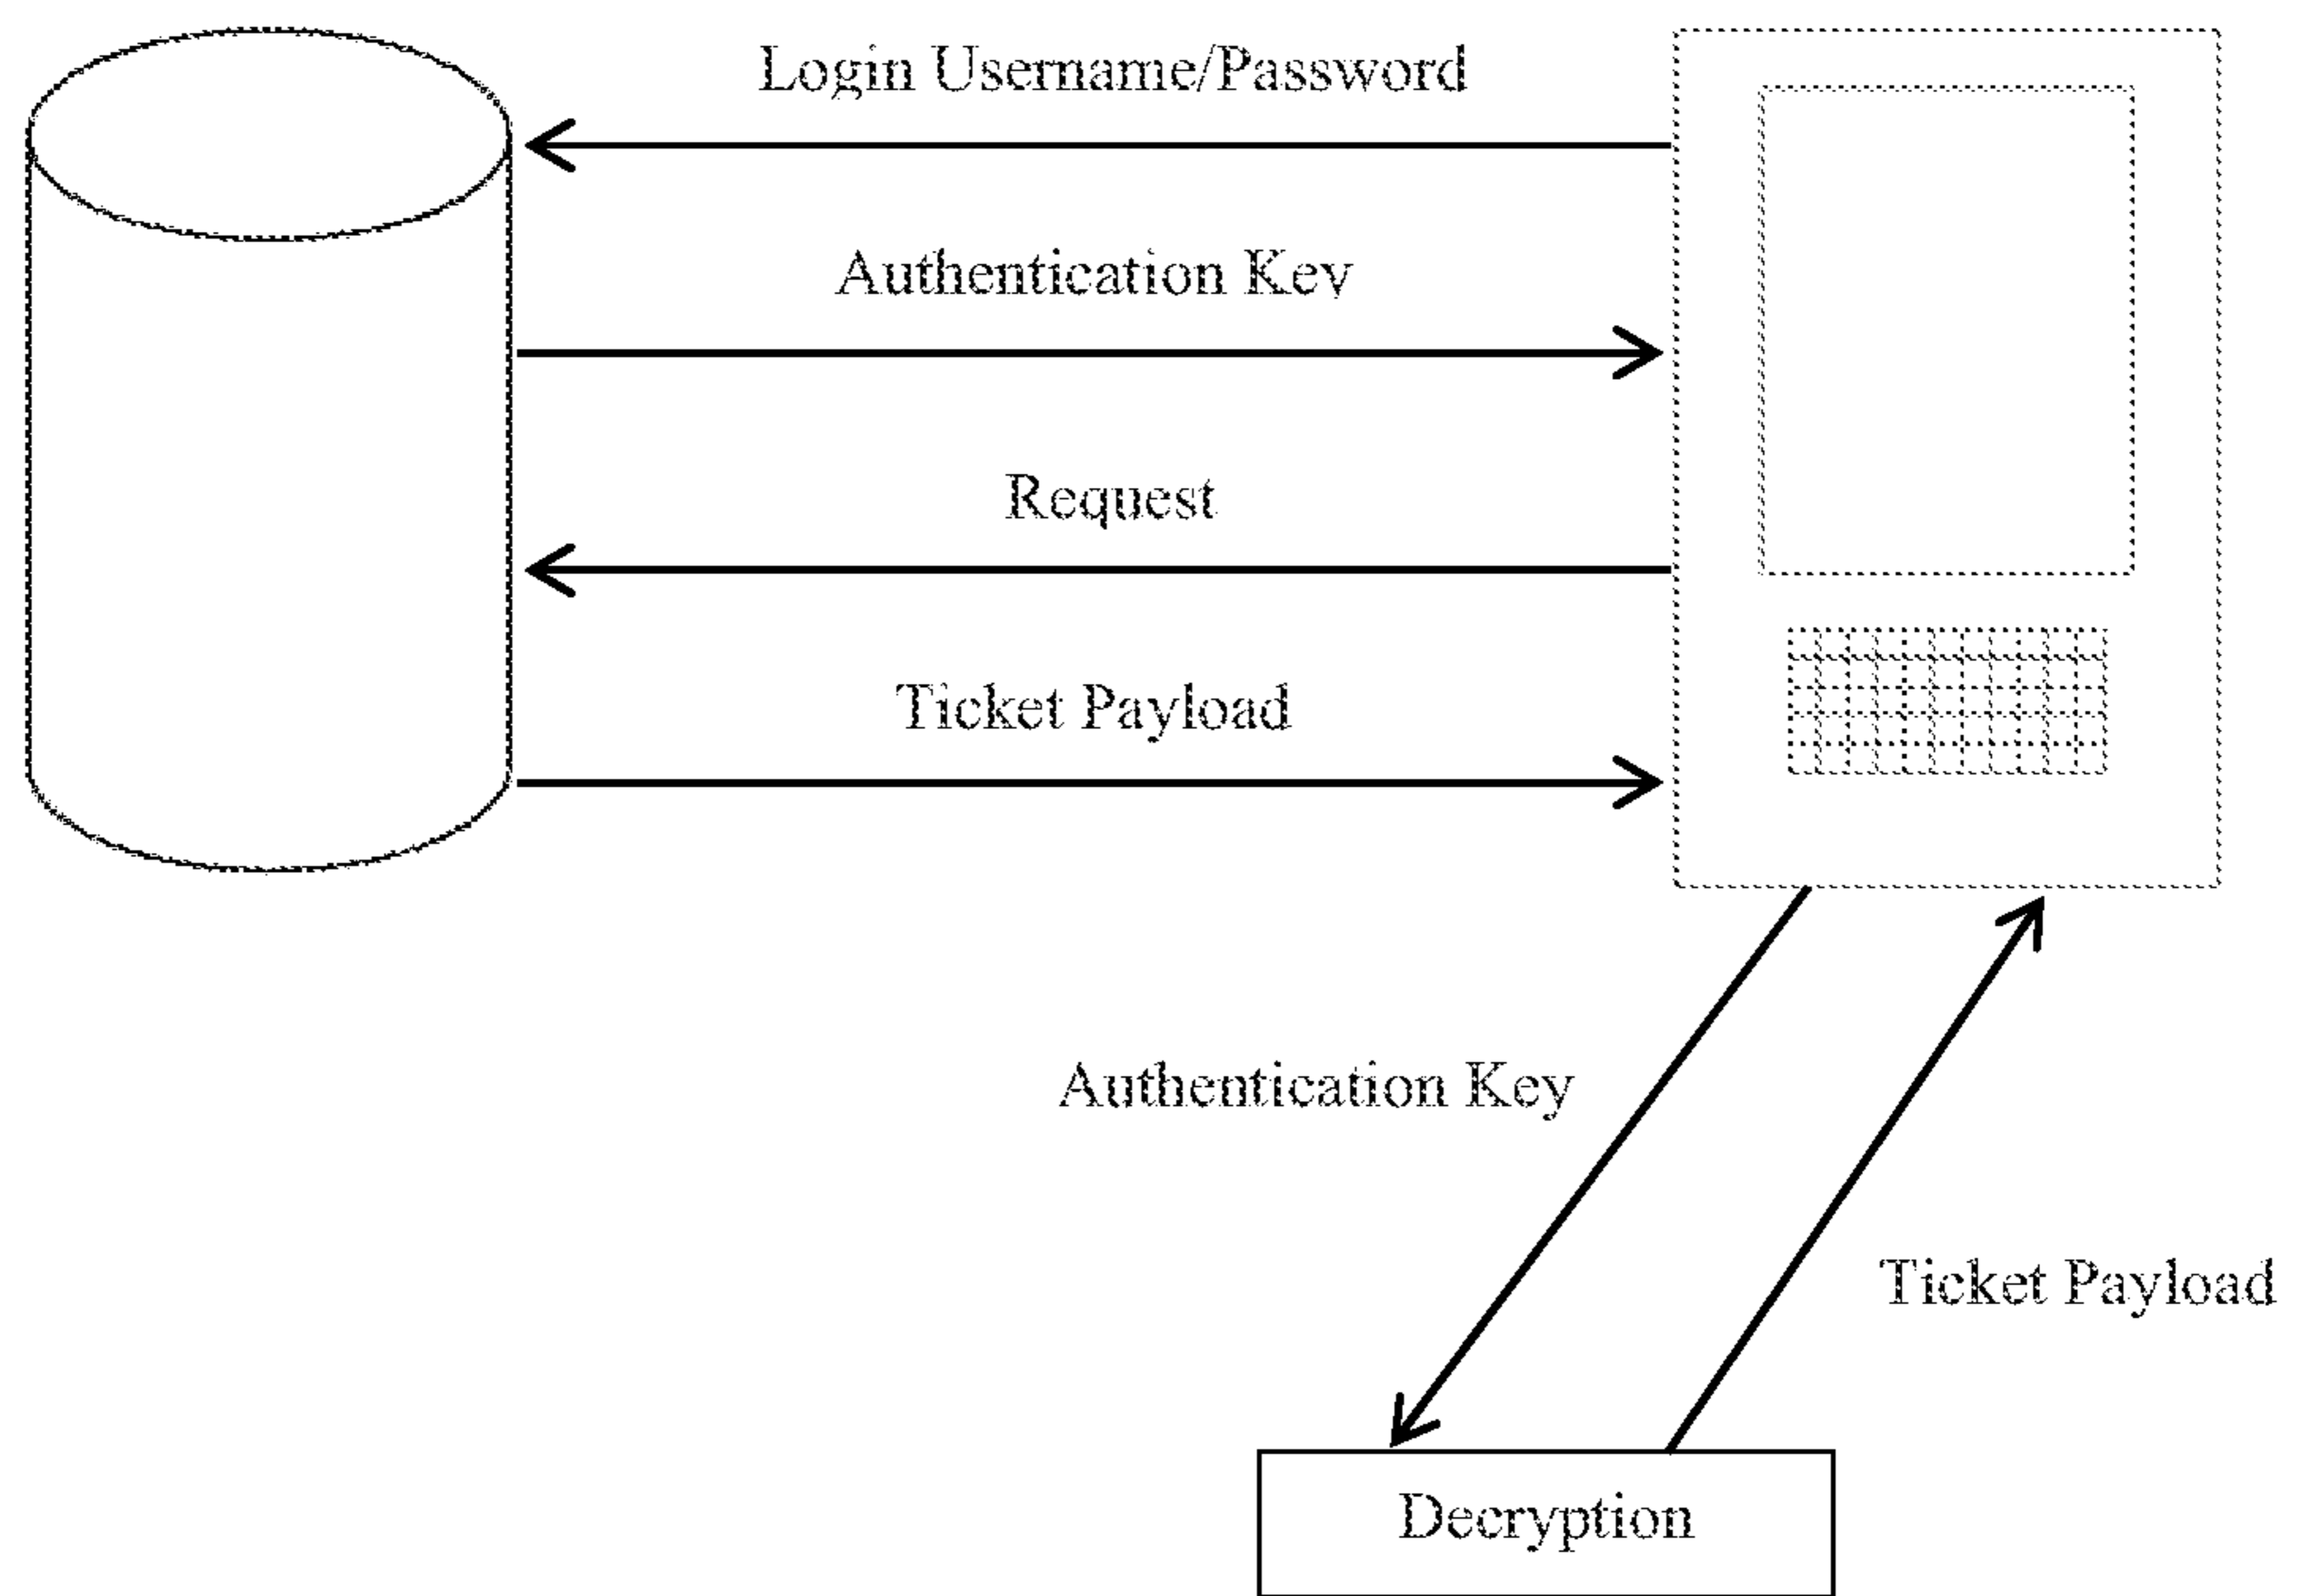 Login Username/Password
Authentication Key
Request
Ticket Payload
Authentication Key
Ticket Payload
Decryption